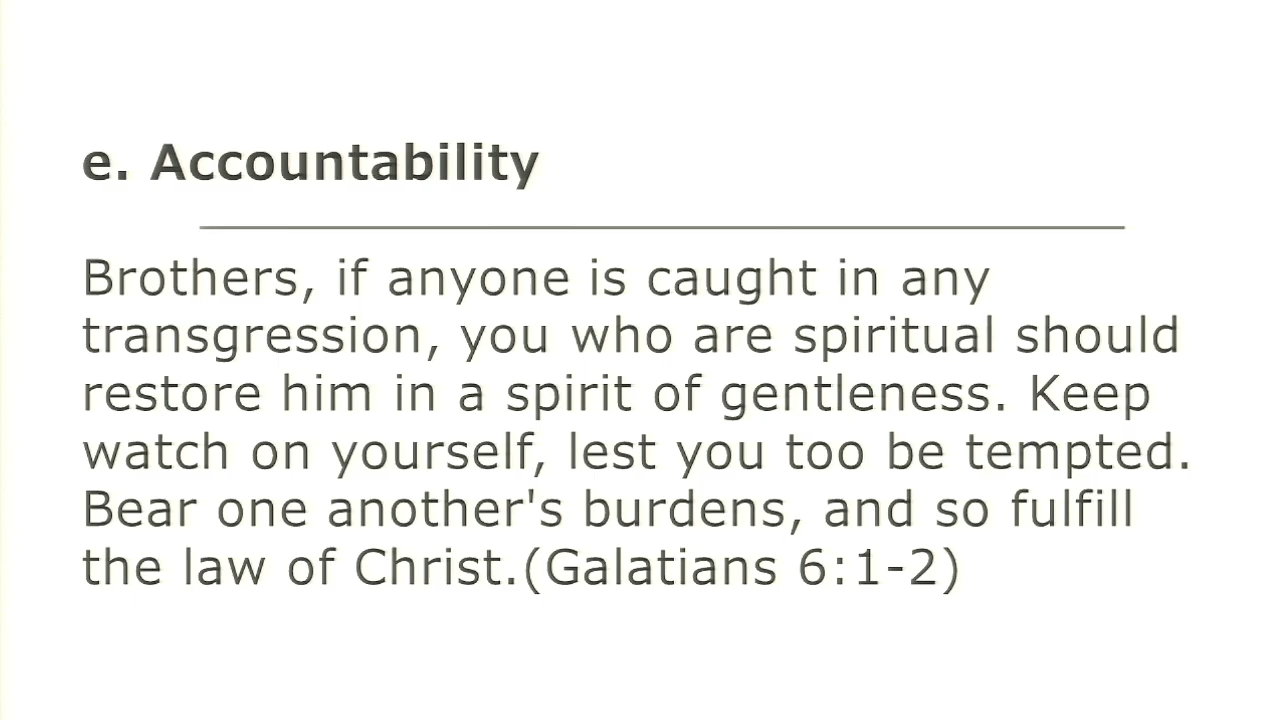 e. Accountability
Brothers, if anyone is caught in any
transgression, you who are spiritual should
restore him in a spirit of gentleness. Keep
watch on yourself, lest you too be tempted.
Bear one another's burdens, and so fulfill
the law of Christ.(Galatians 6:1-2)